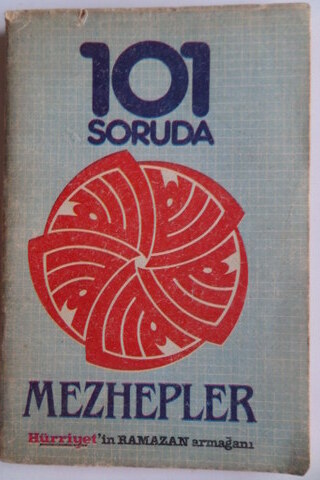 101
SORUDA
MEZHEPLER
Hürriyet'in RAMAZAN armağanı